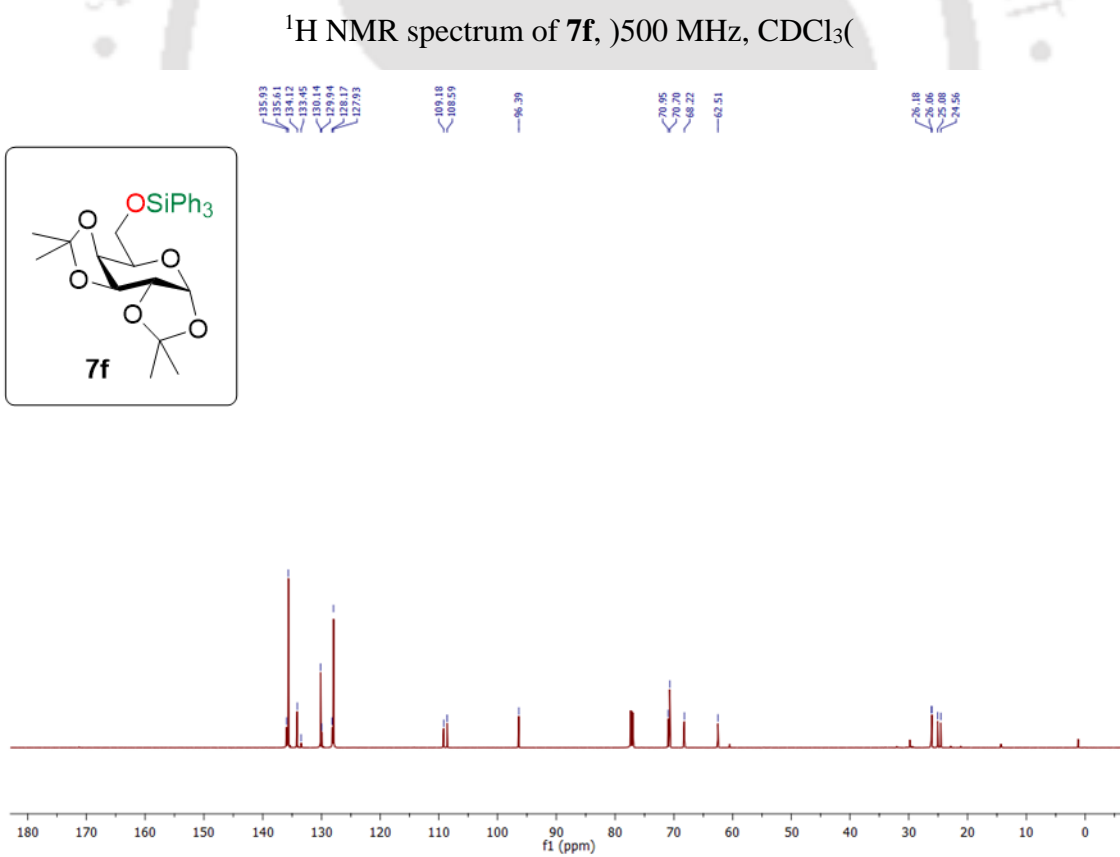 ¹H NMR spectrum of 7f, )500 MHz, CDCl₃(
135.93
135.61
134.12
133.45
130.14
129.94
128.17
127.93
109.18
108.59
96.39
70.95
70.70
68.22
62.51
26.18
26.06
25.08
24.56
OSiPh₃
O
O
O
O
O
7f
180 170 160 150 140 130 120 110 100 90 80 70 60 50 40 30 20 10 0
f1 (ppm)